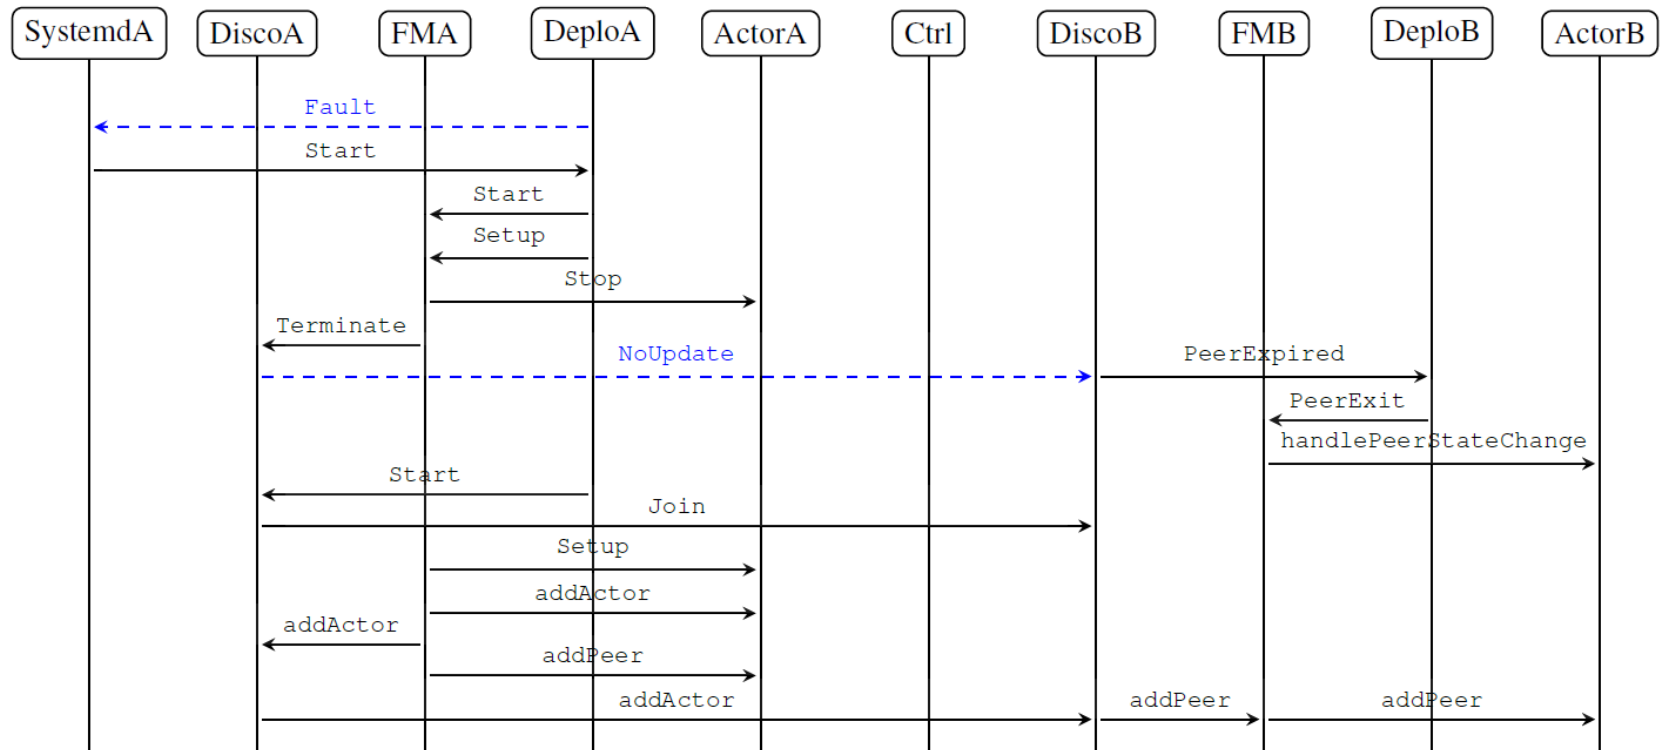 SystemdA DiscoA FMA DeploA ActorA Ctrl DiscoB FMB DeploB ActorB
Fault
Start
Start
Setup
Stop
Terminate
NoUpdate PeerExpired
PeerExit
handlePeerStateChange
Start
Join
Setup
addActor
addActor
addPeer
addActor addPeer addPeer